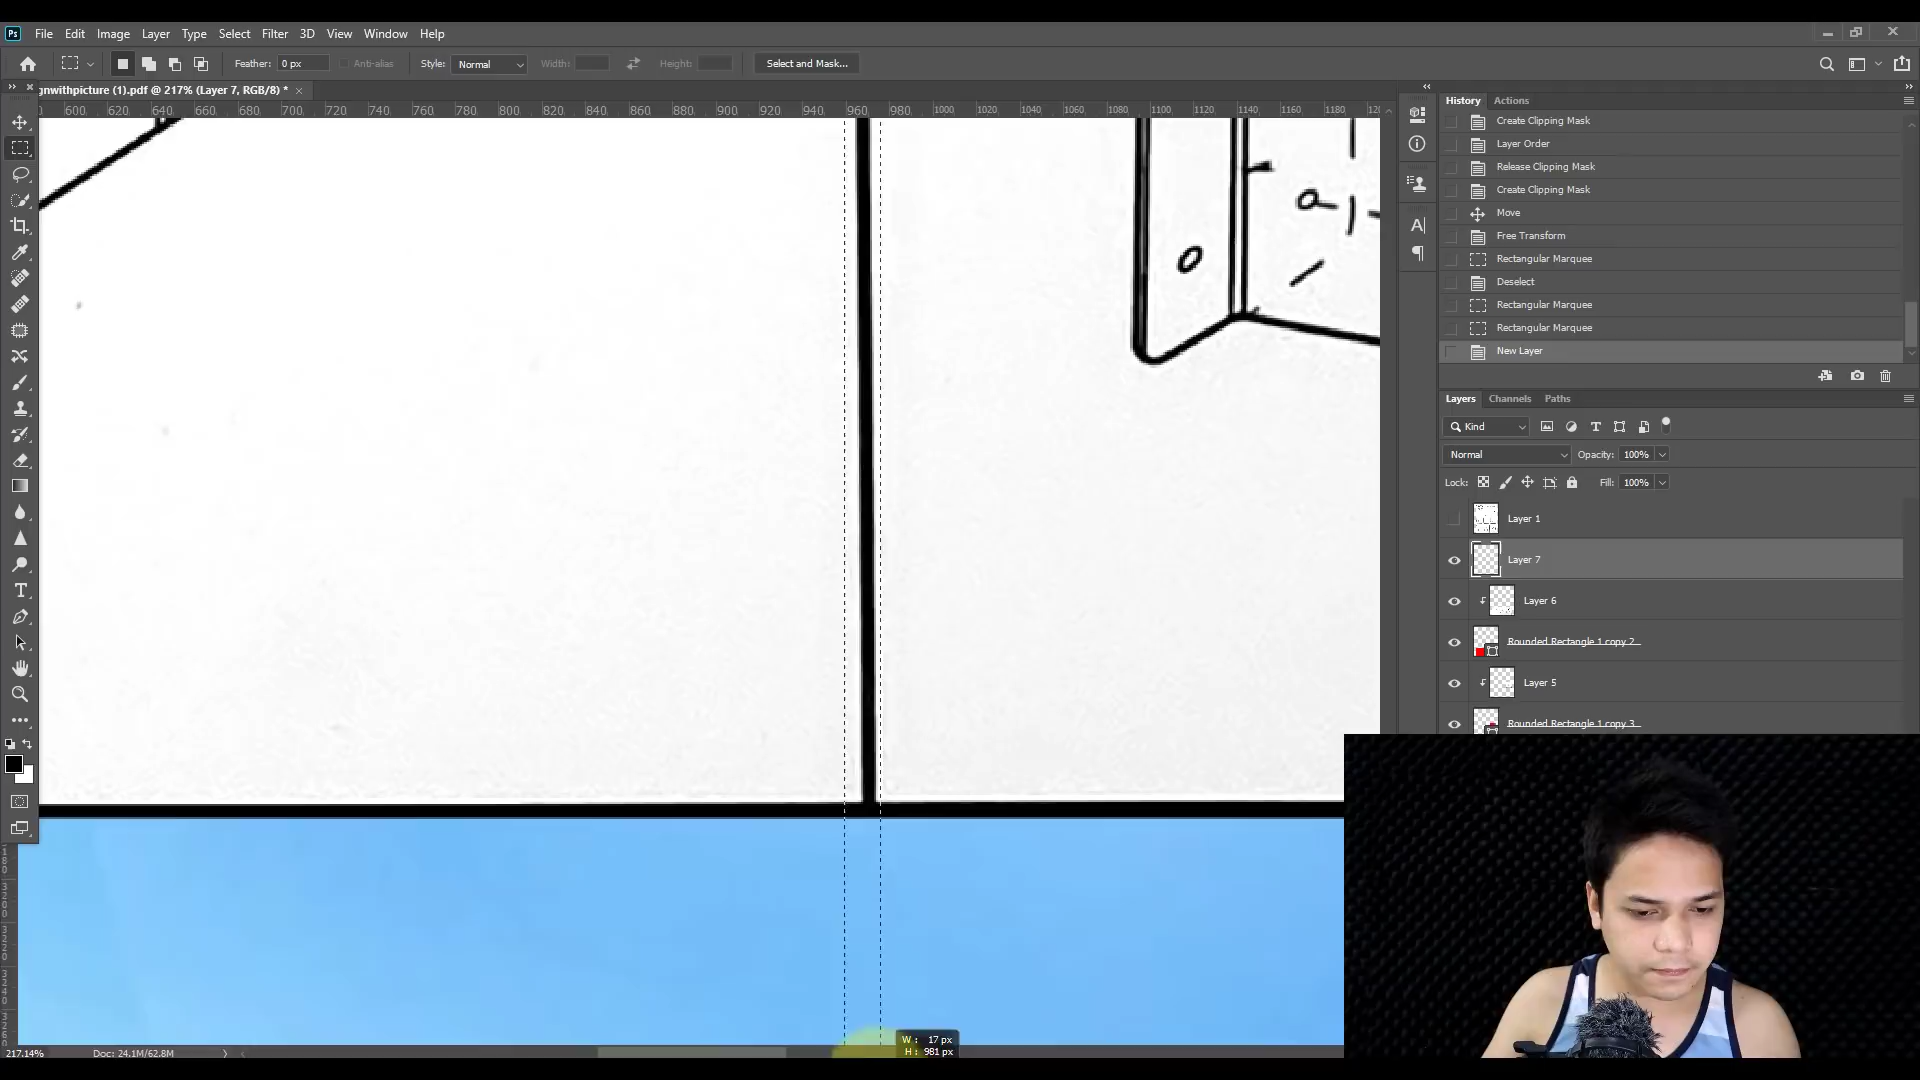 Ps File Edit Image Layer Type Select Filter 3D View Window Help
Feather: 0 px Anti-alias Style: Normal Width: Height: Select and Mask...
gnwithpicture (1).pdf @ 217% (Layer 7, RGB/8) * ×
600 620 640 660 680 700 720 740 760 780 800 820 840 860 880 900 920 940 960 980 1000 1020 1040 1060 1080 1100 1120 1140 1160 1180
History Actions
Create Clipping Mask
Layer Order
Release Clipping Mask
Create Clipping Mask
Move
Free Transform
Rectangular Marquee
Deselect
Rectangular Marquee
Rectangular Marquee
New Layer
Layers Channels Paths
Kind
Normal Opacity: 100%
Lock: Fill: 100%
Layer 1
Layer 7
Layer 6
Rounded Rectangle 1 copy 2
Layer 5
Rounded Rectangle 1 copy 3
W : 17 px
H : 981 px
217.14% Doc: 24.1M/62.8M